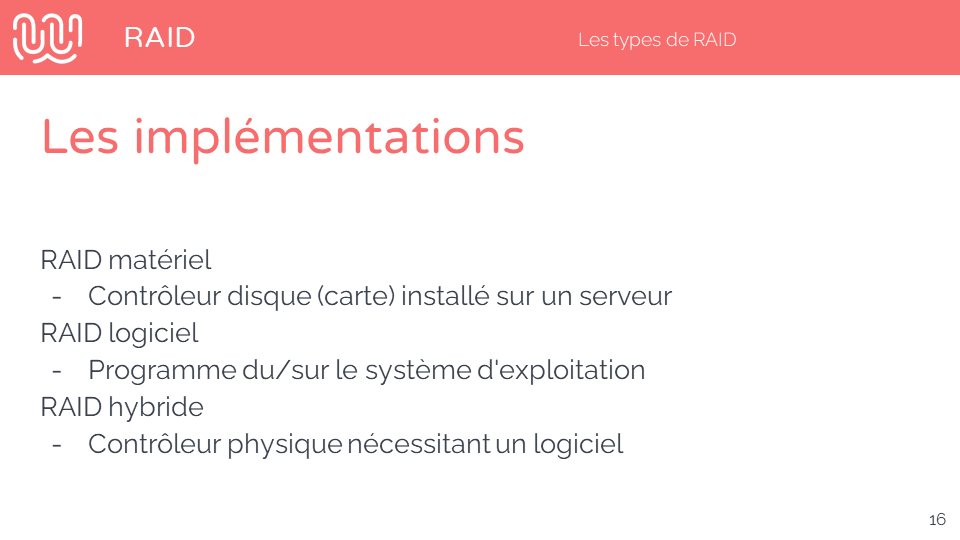 RAID
Les types de RAID
Les implémentations
RAID matériel
- Contrôleur disque (carte) installé sur un serveur
RAID logiciel
- Programme du/sur le système d'exploitation
RAID hybride
- Contrôleur physique nécessitant un logiciel
16